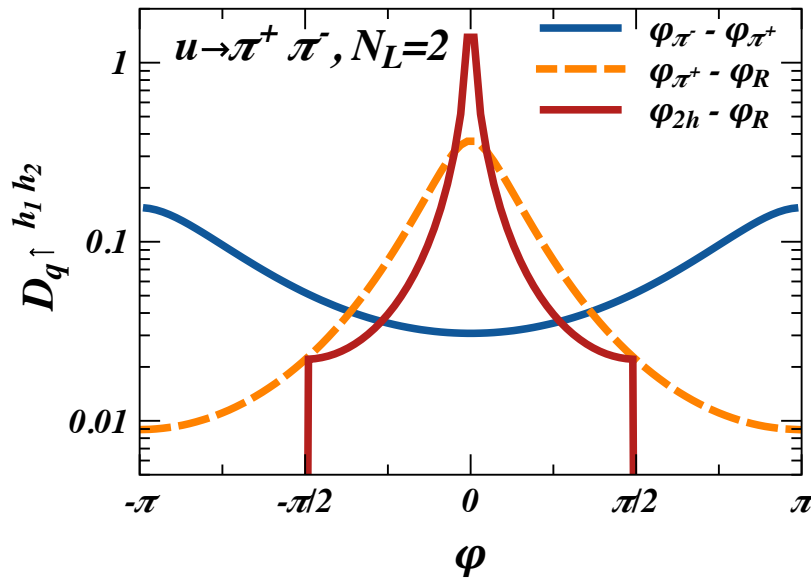 u→π⁺ π⁻, N_L=2
φ_π⁻ - φ_π⁺
φ_π⁺ - φ_R
φ_2h - φ_R
1
0.1
0.01
D_q↑ ^h₁ h₂
-π
-π/2
0
π/2
π
φ